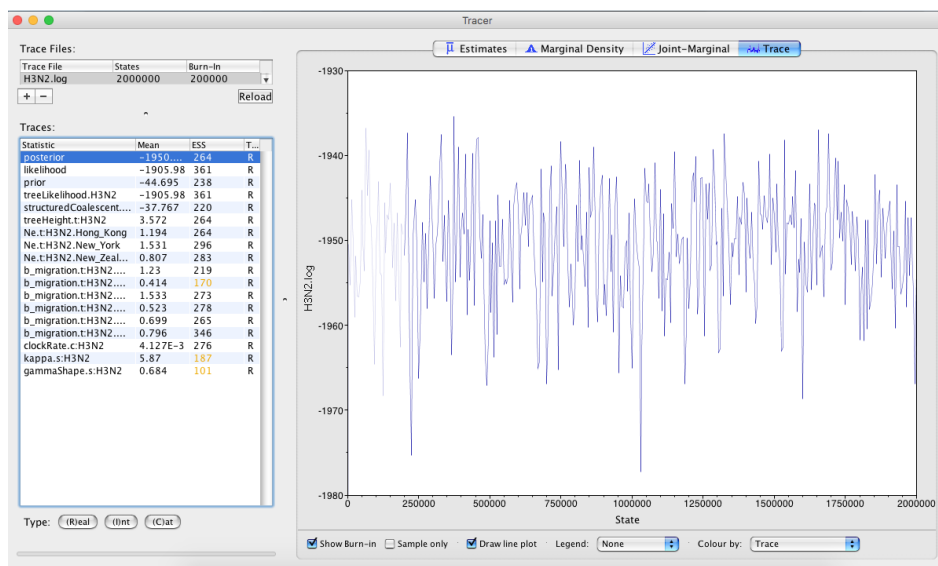 Tracer
Trace Files:
Trace File States Burn-In
H3N2.log 2000000 200000
+ − Reload
Traces:
Statistic Mean ESS T...
posterior -1950.... 264 R
likelihood -1905.98 361 R
prior -44.695 238 R
treeLikelihood.H3N2 -1905.98 361 R
structuredCoalescent.... -37.767 220 R
treeHeight.t:H3N2 3.572 264 R
Ne.t:H3N2.Hong_Kong 1.194 264 R
Ne.t:H3N2.New_York 1.531 296 R
Ne.t:H3N2.New_Zeal... 0.807 283 R
b_migration.t:H3N2.... 1.23 219 R
b_migration.t:H3N2.... 0.414 170 R
b_migration.t:H3N2.... 1.533 273 R
b_migration.t:H3N2.... 0.523 278 R
b_migration.t:H3N2.... 0.699 265 R
b_migration.t:H3N2.... 0.796 346 R
clockRate.c:H3N2 4.127E-3 276 R
kappa.s:H3N2 5.87 187 R
gammaShape.s:H3N2 0.684 101 R
Type: (R)eal (I)nt (C)at
Estimates Marginal Density Joint-Marginal Trace
-1930
-1940
-1950
-1960
-1970
-1980
H3N2.log
0 250000 500000 750000 1000000 1250000 1500000 1750000 2000000
State
Show Burn-in Sample only Draw line plot Legend: None Colour by: Trace